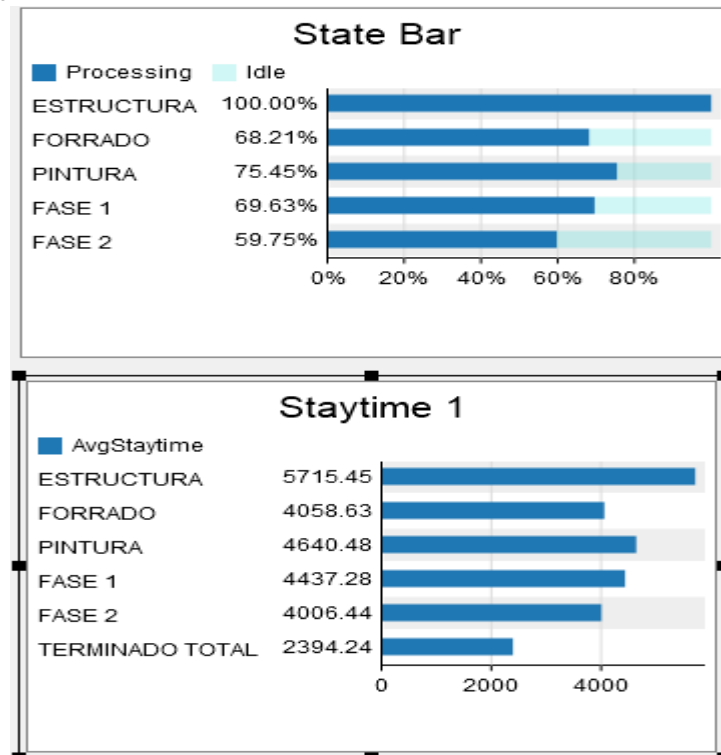 State Bar
Processing Idle
ESTRUCTURA 100.00%
FORRADO 68.21%
PINTURA 75.45%
FASE 1 69.63%
FASE 2 59.75%
0% 20% 40% 60% 80%
Staytime 1
AvgStaytime
ESTRUCTURA 5715.45
FORRADO 4058.63
PINTURA 4640.48
FASE 1 4437.28
FASE 2 4006.44
TERMINADO TOTAL 2394.24
0 2000 4000